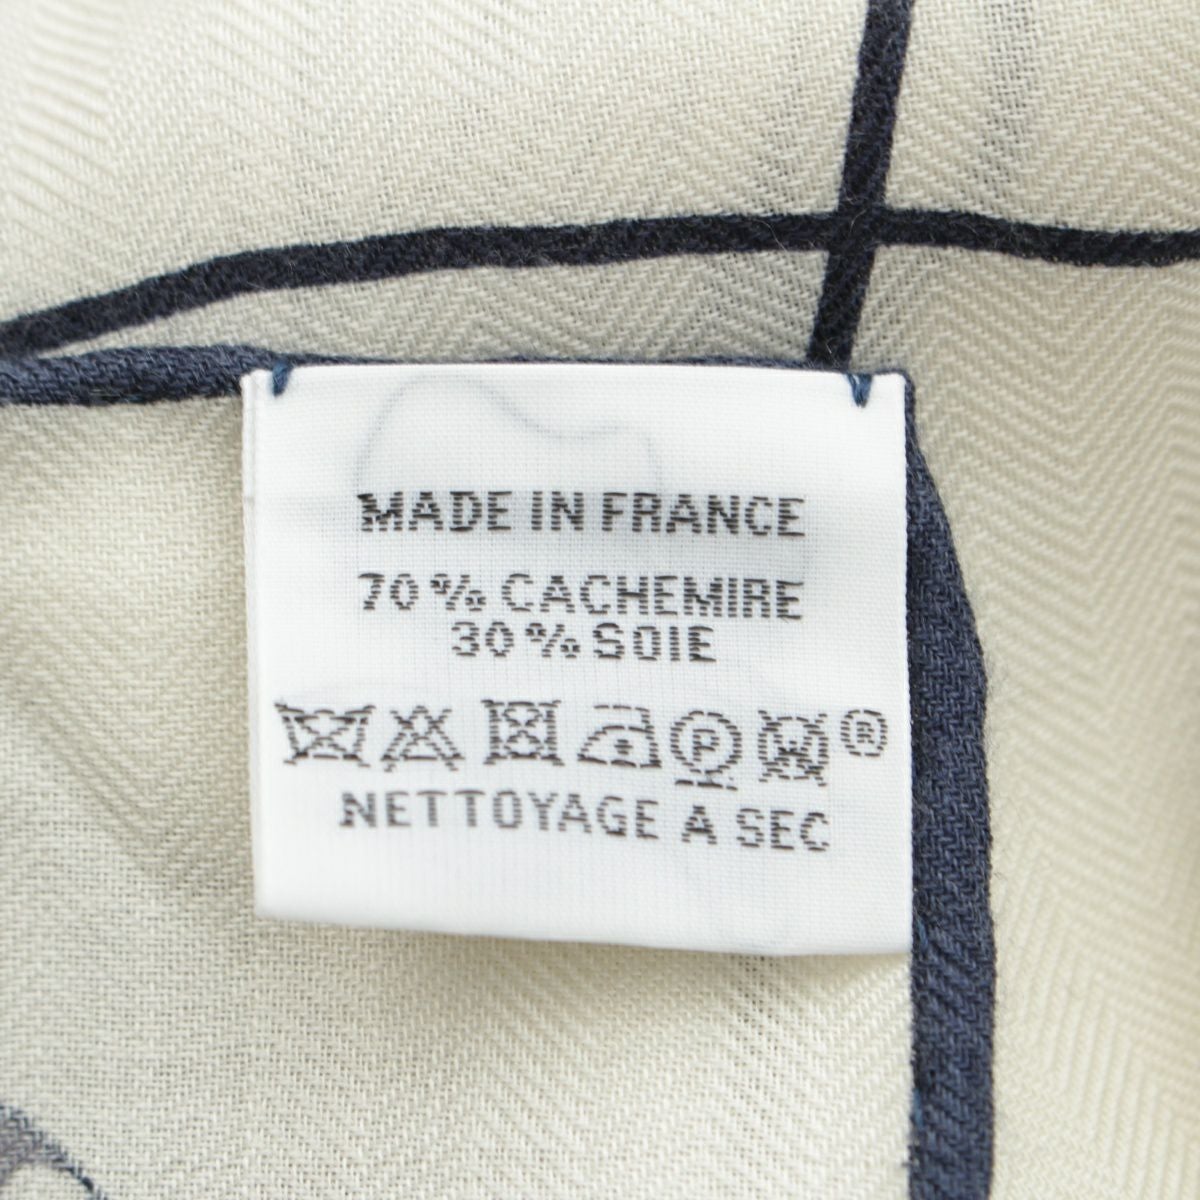 MADE IN FRANCE
70% CACHEMIRE
30% SOIE
P W ®
NETTOYAGE A SEC